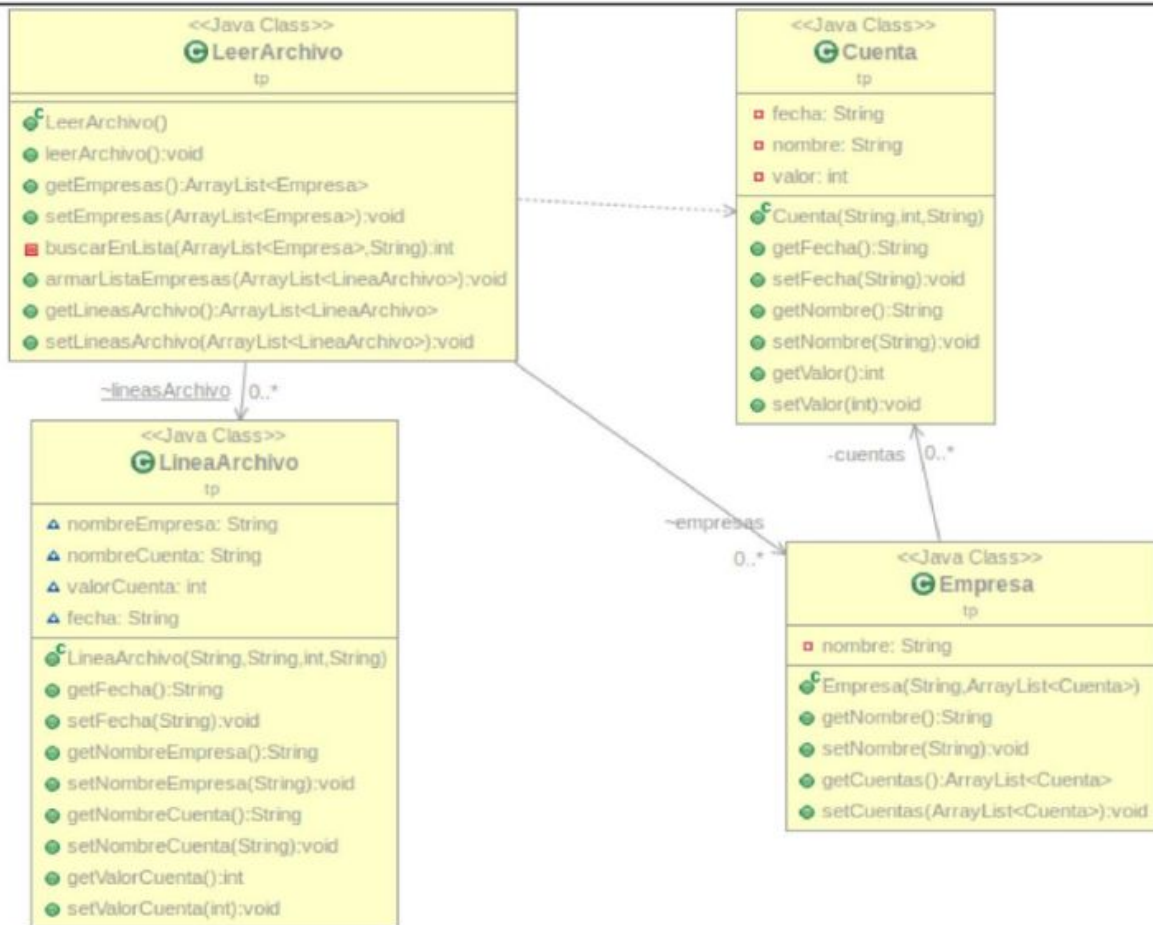 <<Java Class>>
LeerArchivo
tp
LeerArchivo()
leerArchivo():void
getEmpresas():ArrayList<Empresa>
setEmpresas(ArrayList<Empresa>):void
buscarEnLista(ArrayList<Empresa>,String):int
armarListaEmpresas(ArrayList<LineaArchivo>):void
getLineasArchivo():ArrayList<LineaArchivo>
setLineasArchivo(ArrayList<LineaArchivo>):void
<<Java Class>>
Cuenta
tp
fecha: String
nombre: String
valor: int
Cuenta(String,int,String)
getFecha():String
setFecha(String):void
getNombre():String
setNombre(String):void
getValor():int
setValor(int):void
~lineasArchivo 0..*
<<Java Class>>
LineaArchivo
tp
nombreEmpresa: String
nombreCuenta: String
valorCuenta: int
fecha: String
LineaArchivo(String,String,int,String)
getFecha():String
setFecha(String):void
getNombreEmpresa():String
setNombreEmpresa(String):void
getNombreCuenta():String
setNombreCuenta(String):void
getValorCuenta():int
setValorCuenta(int):void
-cuentas 0..*
~empresas
0..*
<<Java Class>>
Empresa
tp
nombre: String
Empresa(String,ArrayList<Cuenta>)
getNombre():String
setNombre(String):void
getCuentas():ArrayList<Cuenta>
setCuentas(ArrayList<Cuenta>):void